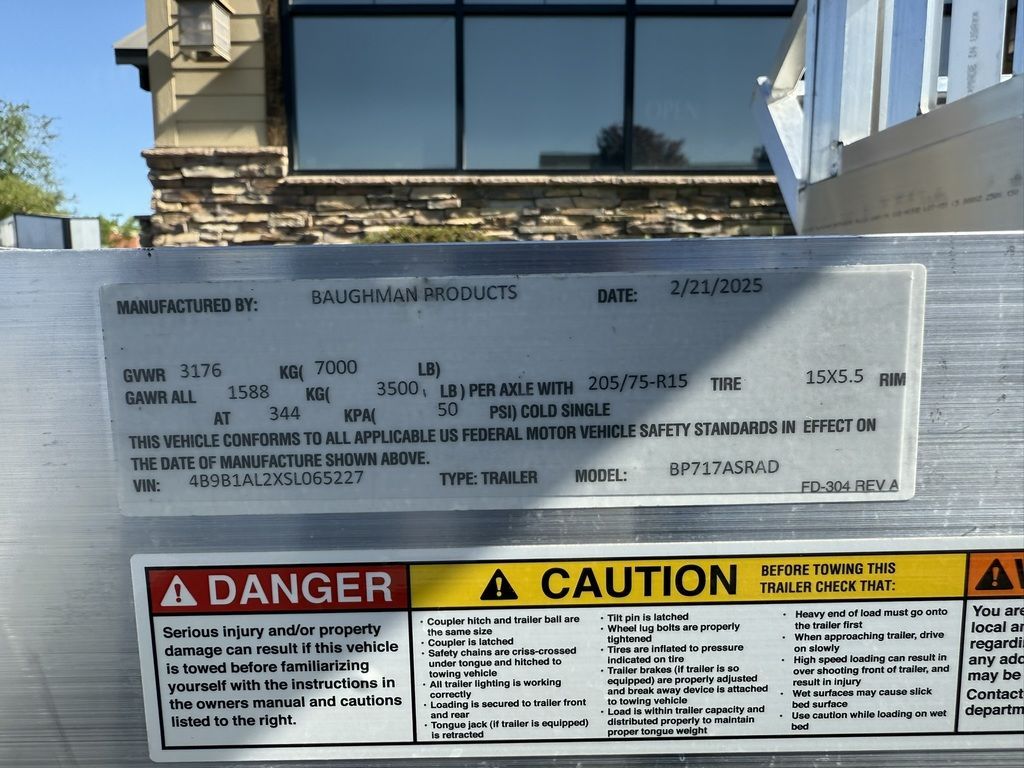 OPEN
MADE IN USA
MANUFACTURED BY: BAUGHMAN PRODUCTS DATE: 2/21/2025
GVWR 3176 KG( 7000 LB)
GAWR ALL 1588 KG( 3500 LB) PER AXLE WITH 205/75-R15 TIRE 15X5.5 RIM
AT 344 KPA( 50 PSI) COLD SINGLE
THIS VEHICLE CONFORMS TO ALL APPLICABLE US FEDERAL MOTOR VEHICLE SAFETY STANDARDS IN EFFECT ON
THE DATE OF MANUFACTURE SHOWN ABOVE.
VIN: 4B9B1AL2XSL065227 TYPE: TRAILER MODEL: BP717ASRAD
FD-304 REV A
DANGER
Serious injury and/or property
damage can result if this vehicle
is towed before familiarizing
yourself with the instructions in
the owners manual and cautions
listed to the right.
CAUTION
BEFORE TOWING THIS
TRAILER CHECK THAT:
· Coupler hitch and trailer ball are
the same size
· Coupler is latched
· Safety chains are criss-crossed
under tongue and hitched to
towing vehicle
· All trailer lighting is working
correctly
· Loading is secured to trailer front
and rear
· Tongue jack (if trailer is equipped)
is retracted
· Tilt pin is latched
· Wheel lug bolts are properly
tightened
· Tires are inflated to pressure
indicated on tire
· Trailer brakes (if trailer is so
equipped) are properly adjusted
and break away device is attached
to towing vehicle
· Load is within trailer capacity and
distributed properly to maintain
proper tongue weight
· Heavy end of load must go onto
the trailer first
· When approaching trailer, drive
on slowly
· High speed loading can result in
over shooting front of trailer, and
result in injury
· Wet surfaces may cause slick
bed surface
· Use caution while loading on wet
bed
You are
local
any
may be
Contact